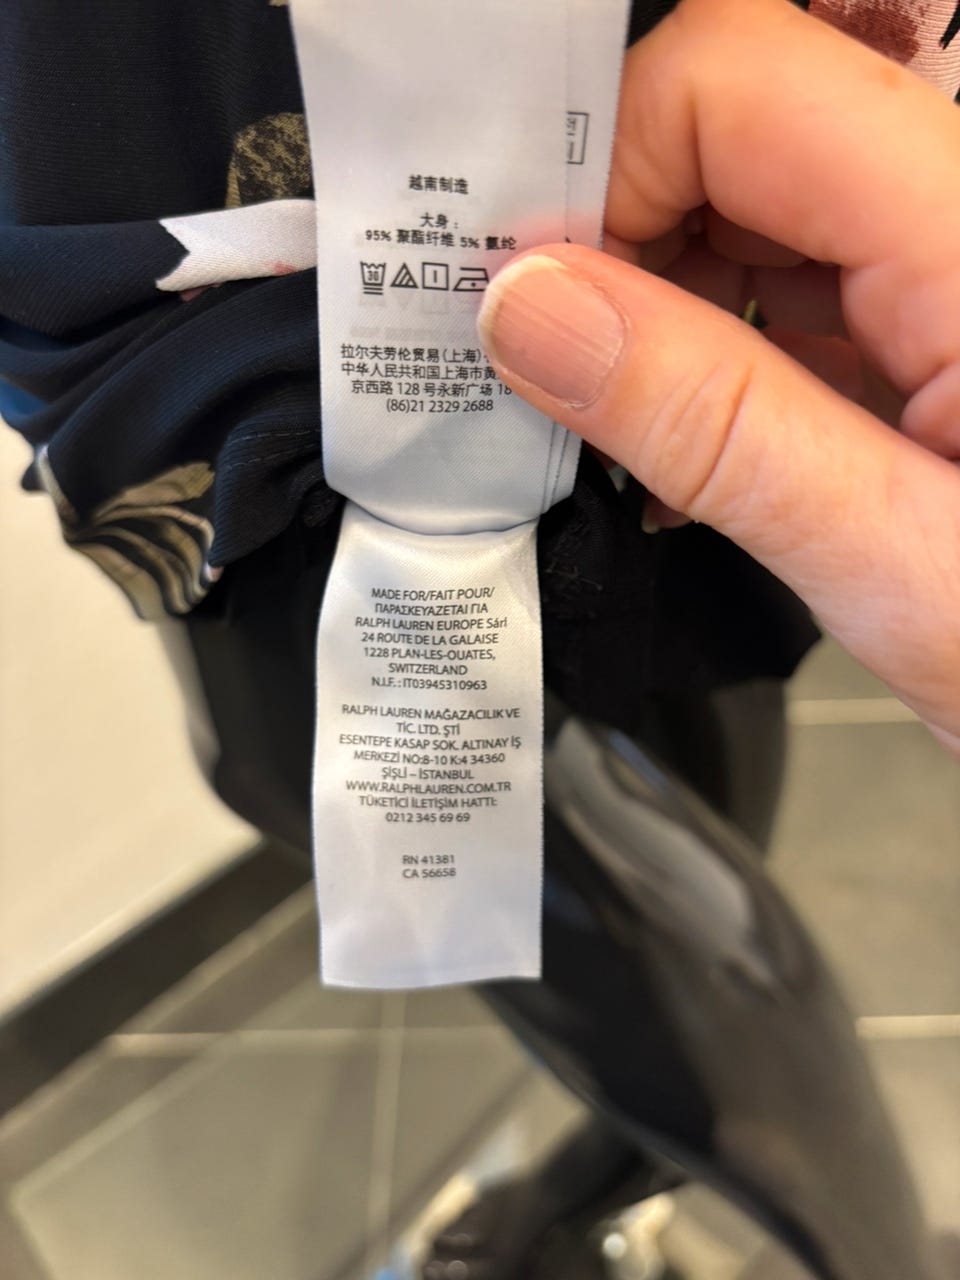 越南制造
大身：
95% 聚酯纤维 5% 氨纶
30
拉尔夫劳伦贸易（上海）
中华人民共和国上海市黄
京西路 128 号永新广场 18
(86)21 2329 2688
MADE FOR/FAIT POUR/
ΠΑΡΑΣΚΕΥΑΖΕΤΑΙ ΓΙΑ
RALPH LAUREN EUROPE Sárl
24 ROUTE DE LA GALAISE
1228 PLAN-LES-OUATES,
SWITZERLAND
N.I.F. : IT03945310963
RALPH LAUREN MAĞAZACILIK VE
TİC. LTD. ŞTİ
ESENTEPE KASAP SOK. ALTINAY İŞ
MERKEZİ NO:8-10 K:4 34360
ŞİŞLİ – İSTANBUL
WWW.RALPHLAUREN.COM.TR
TÜKETİCİ İLETİŞİM HATTI:
0212 345 69 69
RN 41381
CA 56658